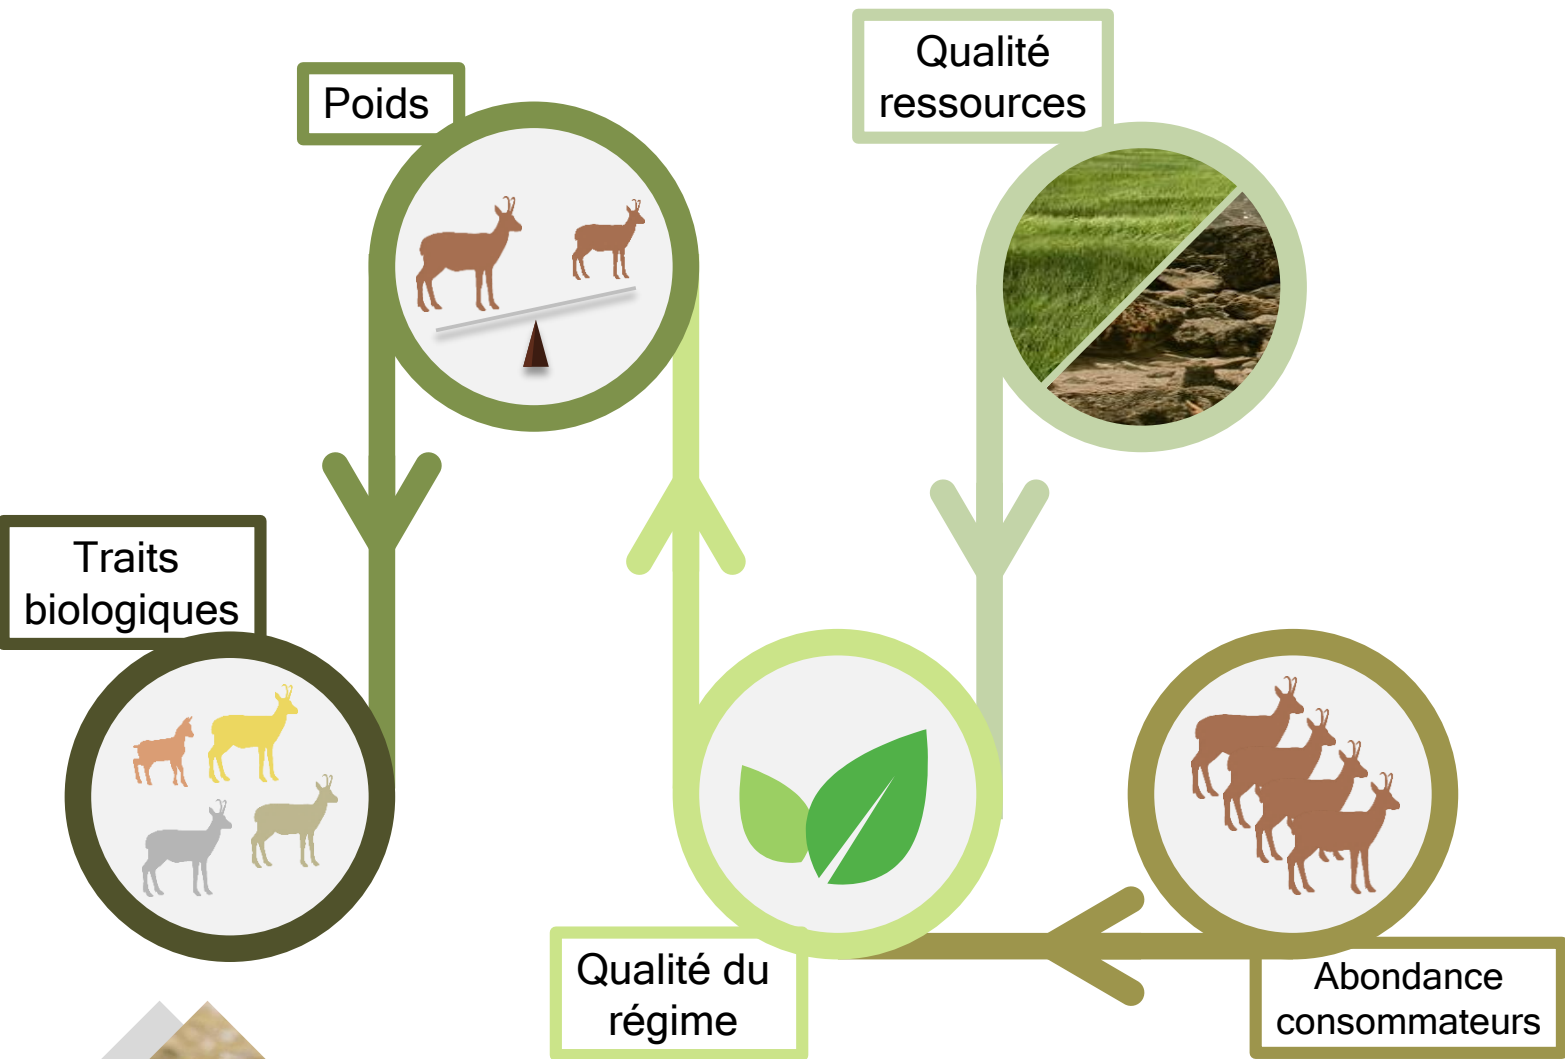 Poids
Qualité
ressources
Traits
biologiques
Qualité du
régime
Abondance
consommateurs